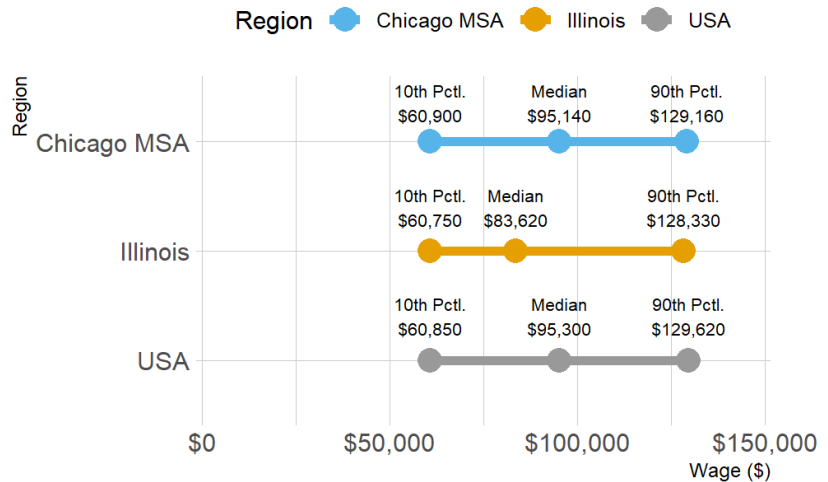 Region Chicago MSA Illinois USA
Region
10th Pctl. Median 90th Pctl.
$60,900 $95,140 $129,160
Chicago MSA
10th Pctl. Median 90th Pctl.
$60,750 $83,620 $128,330
Illinois
10th Pctl. Median 90th Pctl.
$60,850 $95,300 $129,620
USA
$0 $50,000 $100,000 $150,000
Wage ($)